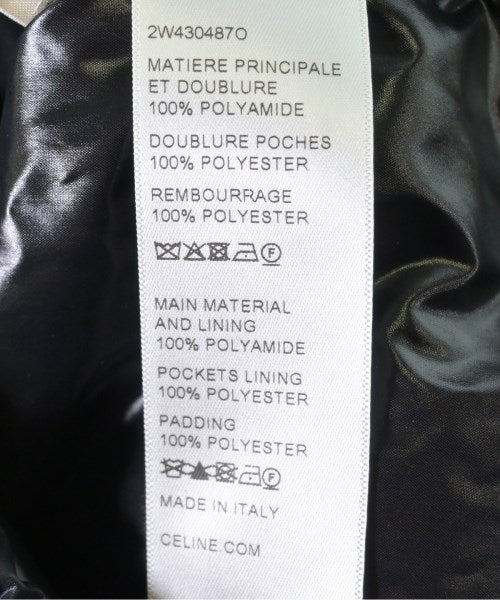 2W430487O
MATIERE PRINCIPALE
ET DOUBLURE
100% POLYAMIDE
DOUBLURE POCHES
100% POLYESTER
REMBOURRAGE
100% POLYESTER
F
MAIN MATERIAL
AND LINING
100% POLYAMIDE
POCKETS LINING
100% POLYESTER
PADDING
100% POLYESTER
F
MADE IN ITALY
CELINE.COM